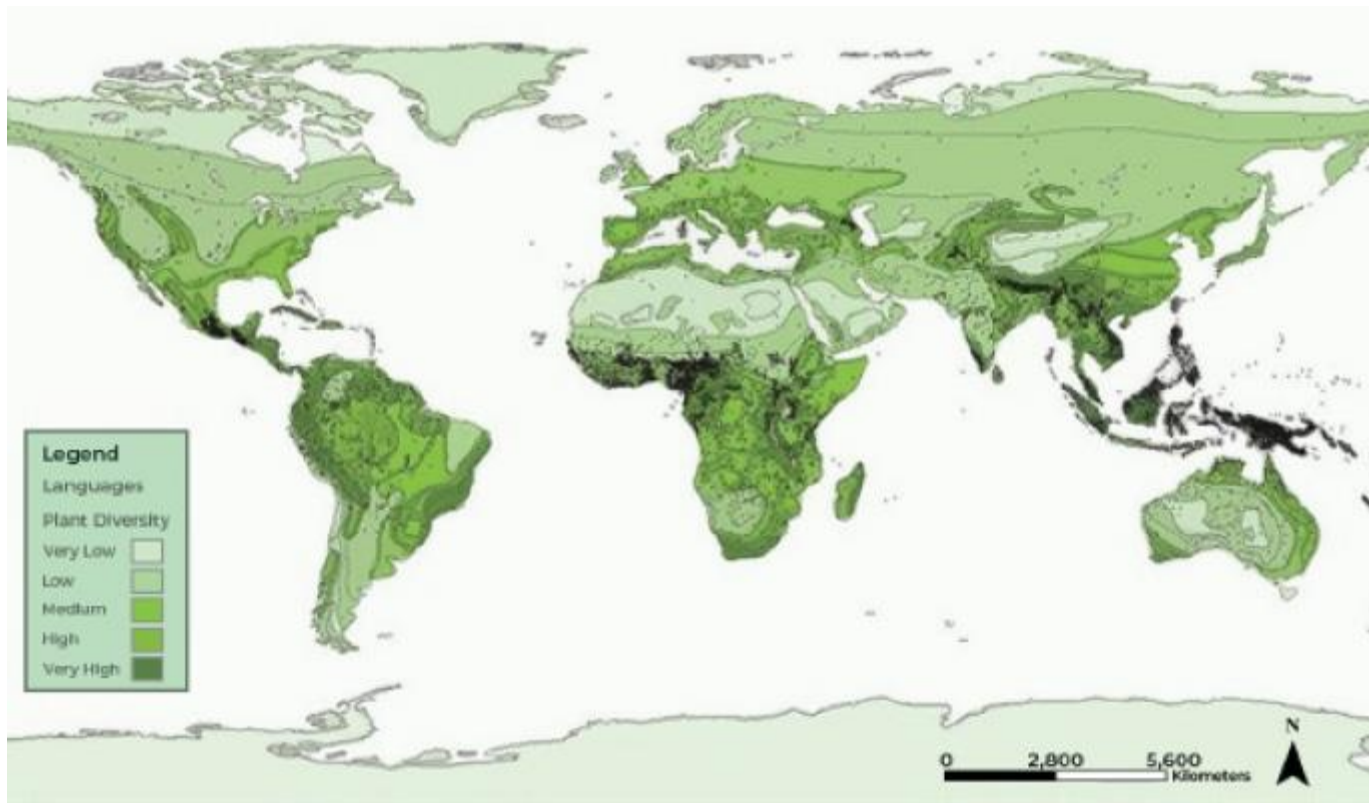 Legend
Languages
Plant Diversity
Very Low
Low
Medium
High
Very High
N
0 2,800 5,600
Kilometers